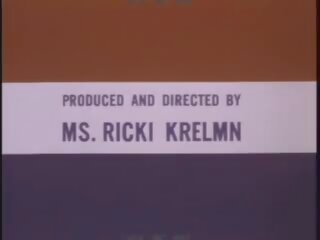 PRODUCED AND DIRECTED BY
MS. RICKI KRELMN